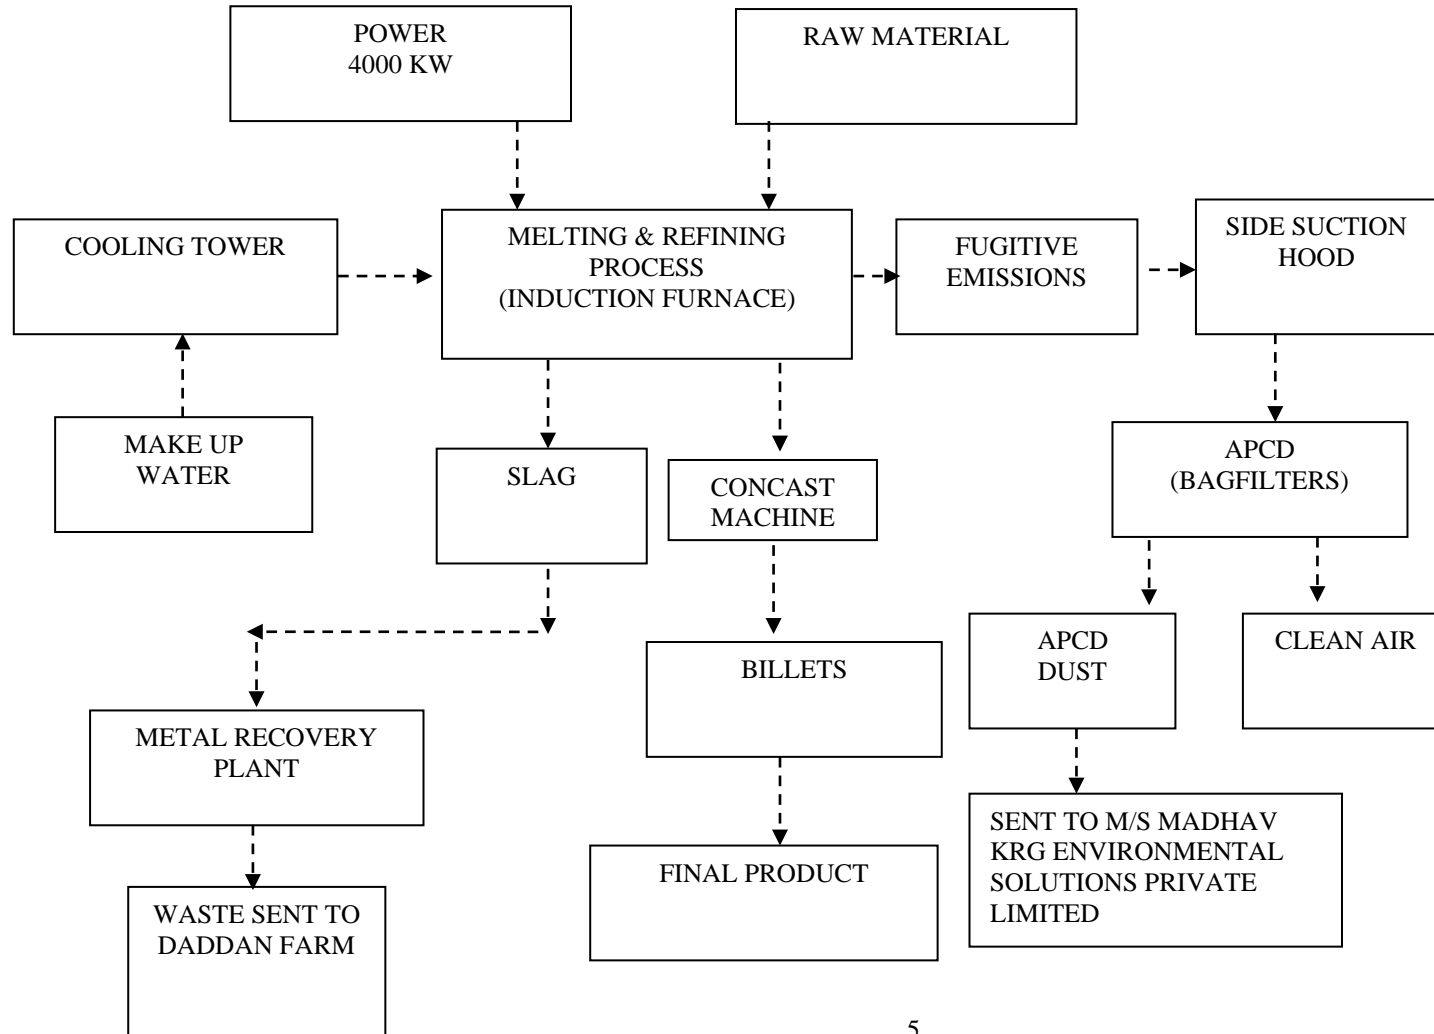 POWER
4000 KW
RAW MATERIAL
COOLING TOWER
MELTING & REFINING
PROCESS
(INDUCTION FURNACE)
FUGITIVE
EMISSIONS
SIDE SUCTION
HOOD
MAKE UP
WATER
SLAG
CONCAST
MACHINE
APCD
(BAGFILTERS)
BILLETS
APCD
DUST
CLEAN AIR
METAL RECOVERY
PLANT
FINAL PRODUCT
SENT TO M/S MADHAV
KRG ENVIRONMENTAL
SOLUTIONS PRIVATE
LIMITED
WASTE SENT TO
DADDAN FARM
5